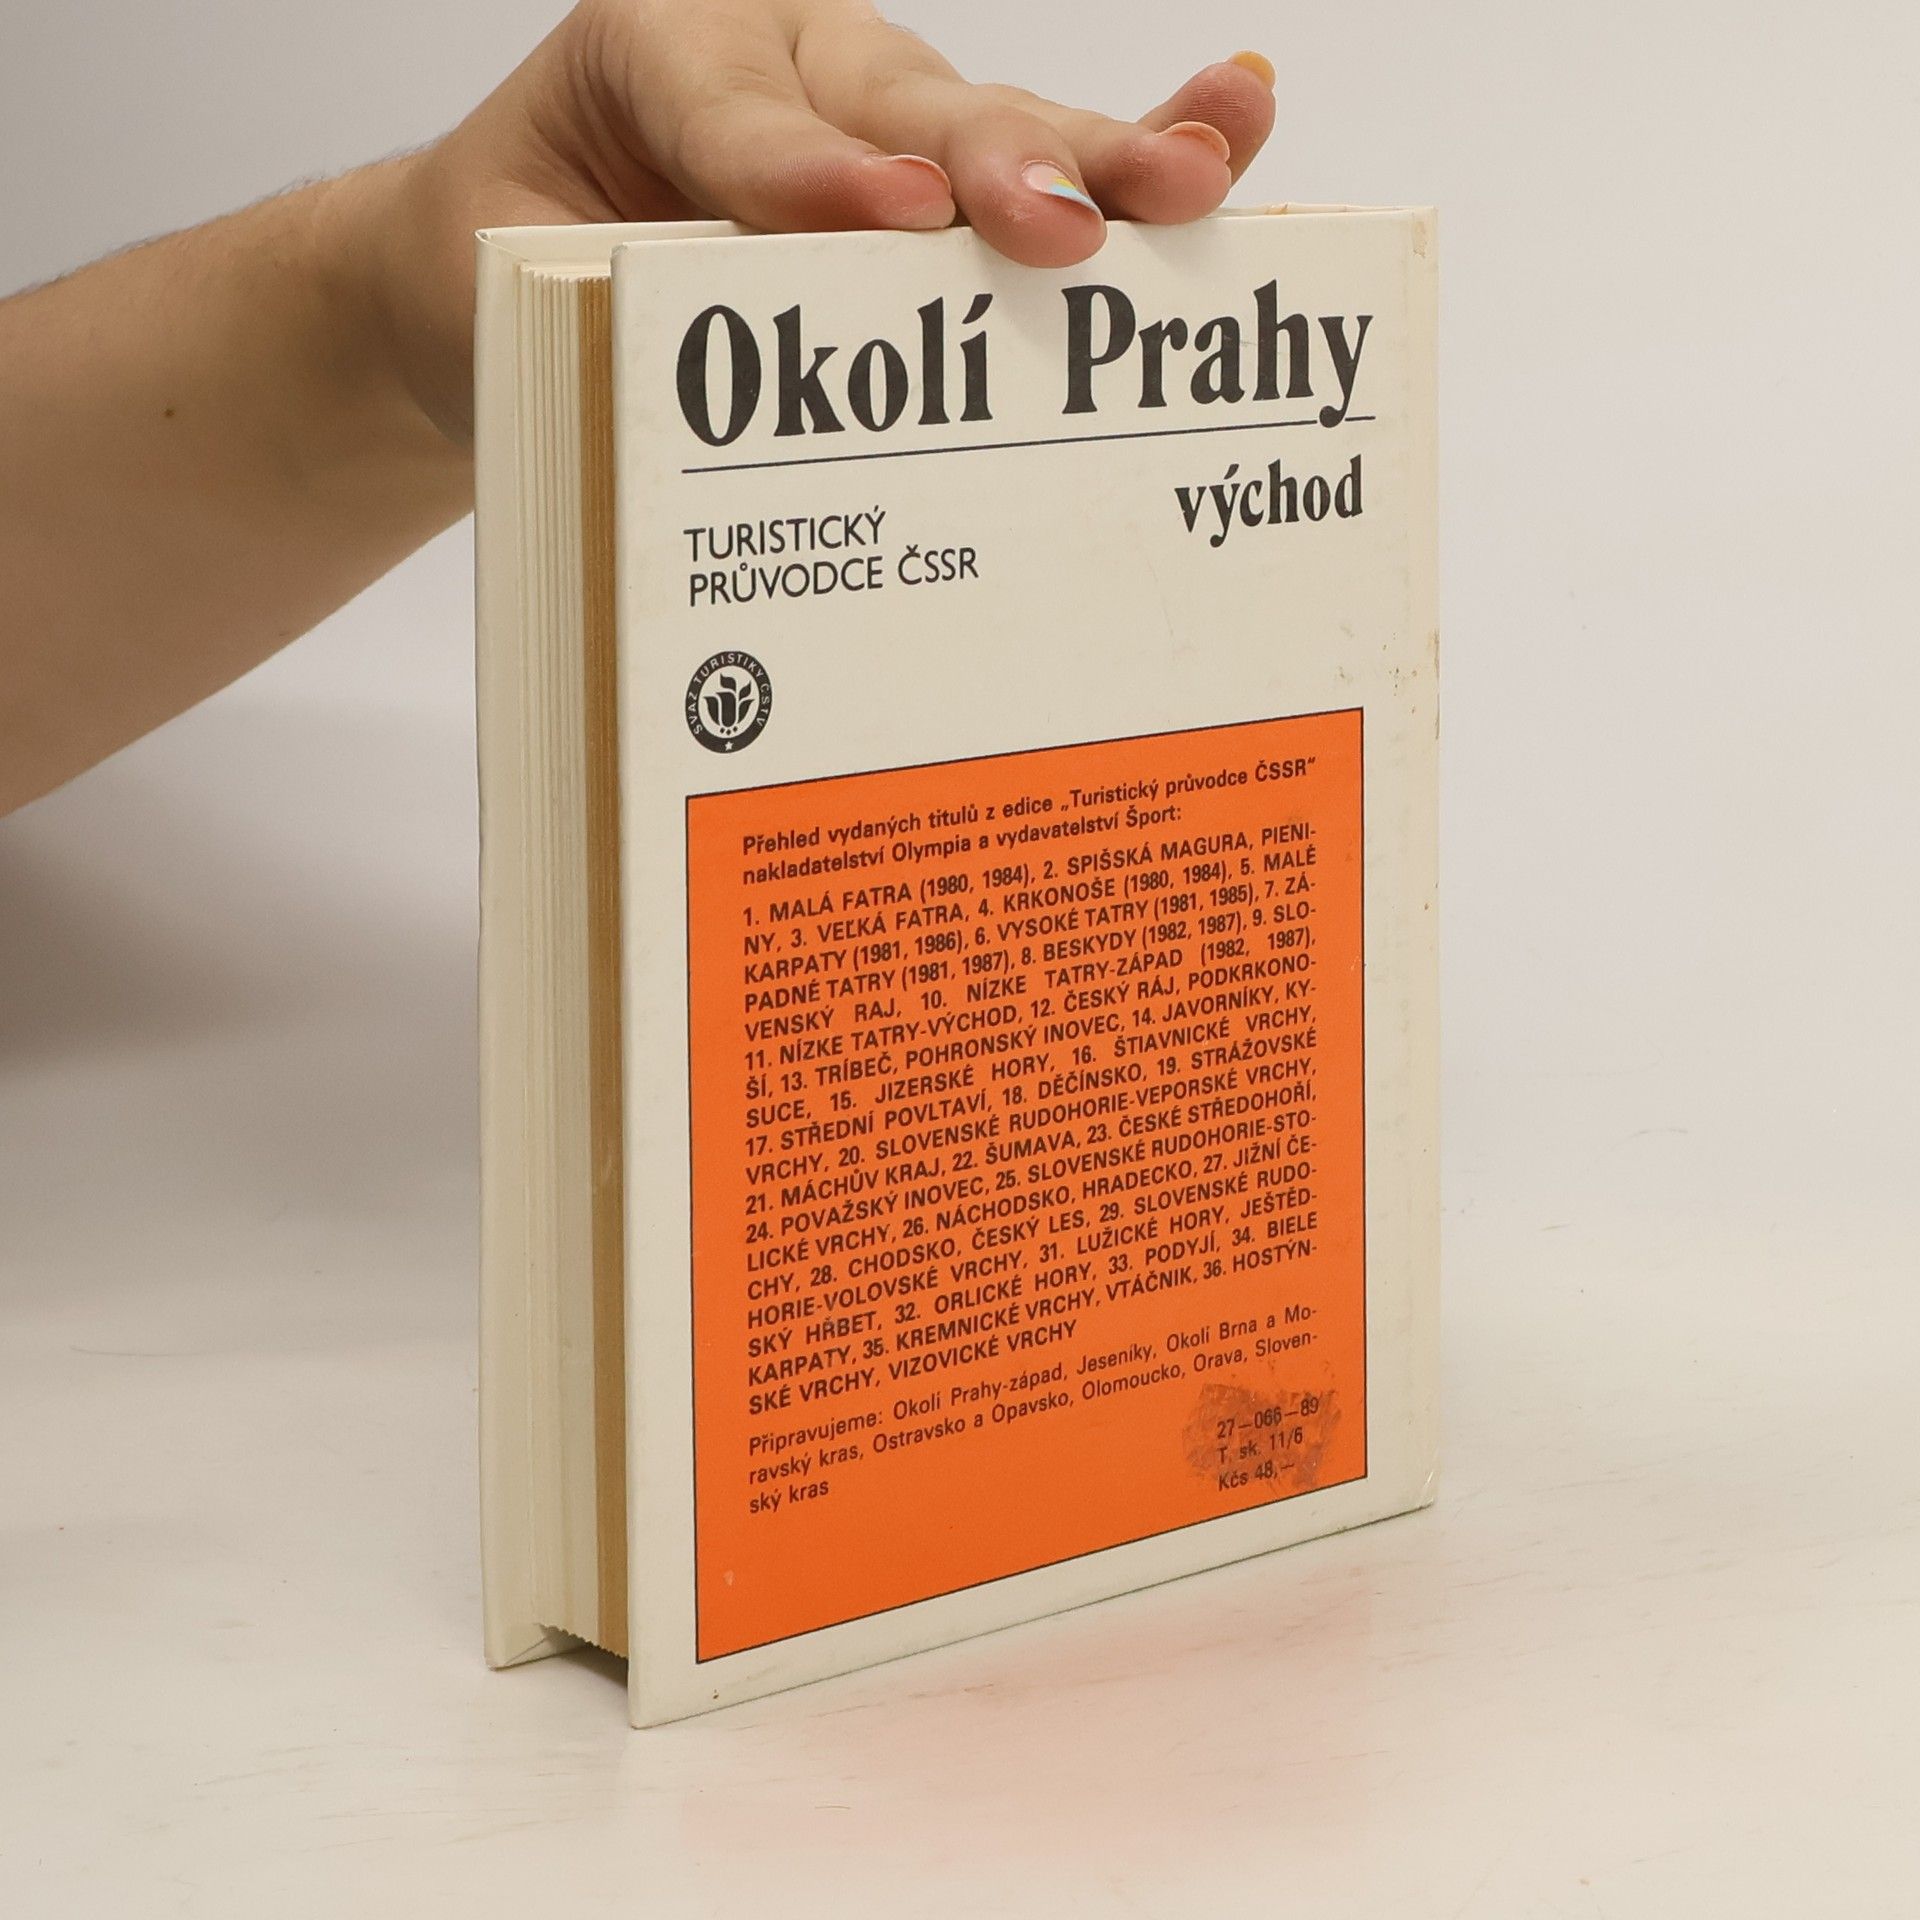 Okolí Prahy
východ
TURISTICKÝ
PRŮVODCE ČSSR
SVAZ TURISTIKY ČSTV
Přehled vydaných titulů z edice „Turistický průvodce ČSSR“
nakladatelství Olympia a vydavatelství Šport:
1. MALÁ FATRA (1980, 1984), 2. SPIŠSKÁ MAGURA, PIENI-
NY, 3. VEĽKÁ FATRA, 4. KRKONOŠE (1980, 1984), 5. MALÉ
KARPATY (1981, 1986), 6. VYSOKÉ TATRY (1981, 1985), 7. ZÁ-
PADNÉ TATRY (1981, 1987), 8. BESKYDY (1982, 1987), 9. SLO-
VENSKÝ RAJ, 10. NÍZKE TATRY-ZÁPAD (1982, 1987),
11. NÍZKE TATRY-VÝCHOD, 12. ČESKÝ RÁJ, PODKRKONO-
ŠÍ, 13. TRÍBEČ, POHRONSKÝ INOVEC, 14. JAVORNÍKY, KY-
SUCE, 15. JIZERSKÉ HORY, 16. ŠTIAVNICKÉ VRCHY,
17. STŘEDNÍ POVLTAVÍ, 18. DĚČÍNSKO, 19. STRÁŽOVSKÉ
VRCHY, 20. SLOVENSKÉ RUDOHORIE-VEPORSKÉ VRCHY,
21. MÁCHŮV KRAJ, 22. ŠUMAVA, 23. ČESKÉ STŘEDOHOŘÍ,
24. POVAŽSKÝ INOVEC, 25. SLOVENSKÉ RUDOHORIE-STO-
LICKÉ VRCHY, 26. NÁCHODSKO, HRADECKO, 27. JIŽNÍ ČE-
CHY, 28. CHODSKO, ČESKÝ LES, 29. SLOVENSKÉ RUDO-
HORIE-VOLOVSKÉ VRCHY, 31. LUŽICKÉ HORY, JEŠTĚD-
SKÝ HŘBET, 32. ORLICKÉ HORY, 33. PODYJÍ, 34. BIELE
KARPATY, 35. KREMNICKÉ VRCHY, VTÁČNIK, 36. HOSTÝN-
SKÉ VRCHY, VIZOVICKÉ VRCHY
Připravujeme: Okolí Prahy-západ, Jeseníky, Okolí Brna a Mo-
ravský kras, Ostravsko a Opavsko, Olomoucko, Orava, Sloven-
ský kras
27—066—89
T. sk. 11/6
Kčs 48,—